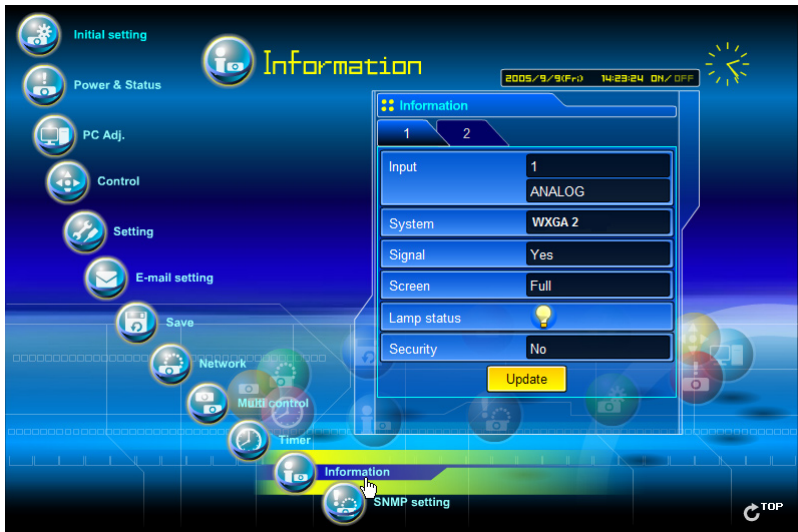 Initial setting
Power & Status
PC Adj.
Control
Setting
E-mail setting
Save
Network
Multi control
Timer
Information
SNMP setting
Information
2005/9/9(Fri) 14:23:24 ON/OFF
Information
1 2
Input 1
ANALOG
System WXGA 2
Signal Yes
Screen Full
Lamp status
Security No
Update
TOP